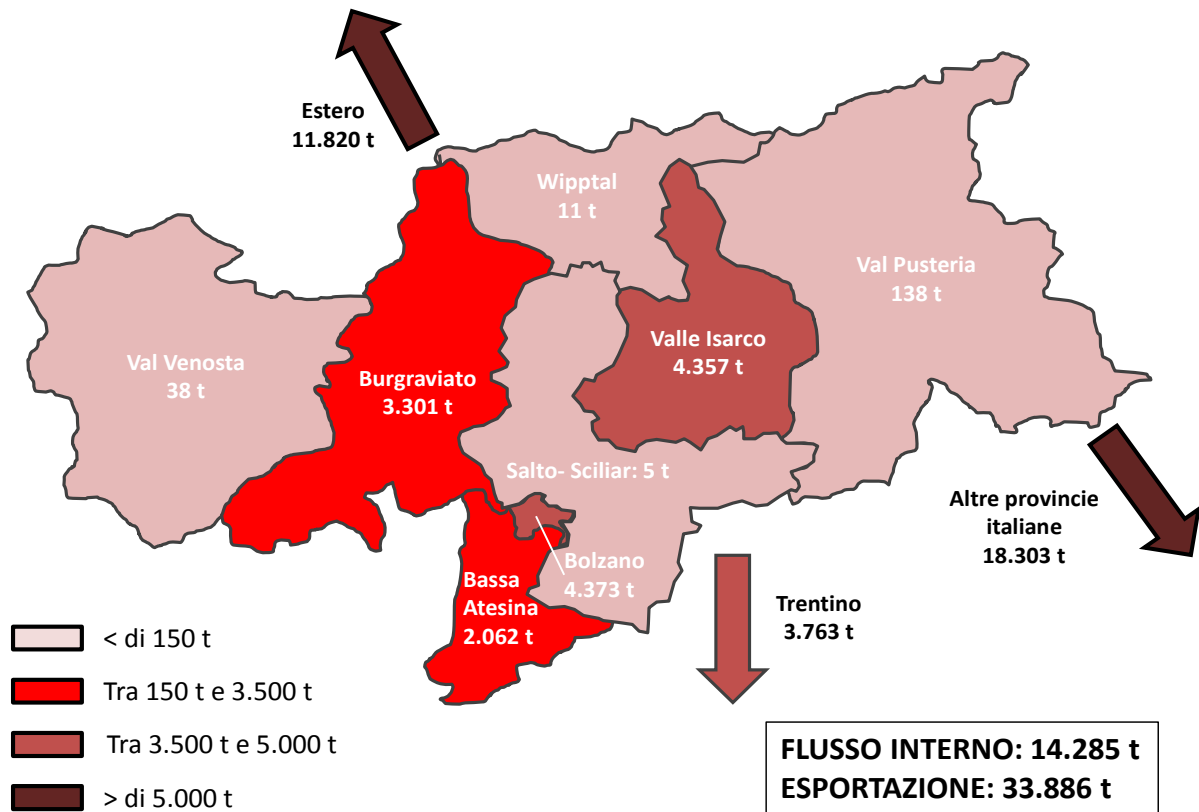 Estero
11.820 t
Wipptal
11 t
Val Pusteria
138 t
Valle Isarco
4.357 t
Val Venosta
38 t
Burgraviato
3.301 t
Salto- Sciliar: 5 t
Altre provincie
italiane
18.303 t
Bolzano
4.373 t
Bassa
Atesina
2.062 t
Trentino
3.763 t
< di 150 t
Tra 150 t e 3.500 t
Tra 3.500 t e 5.000 t
> di 5.000 t
FLUSSO INTERNO: 14.285 t
ESPORTAZIONE: 33.886 t